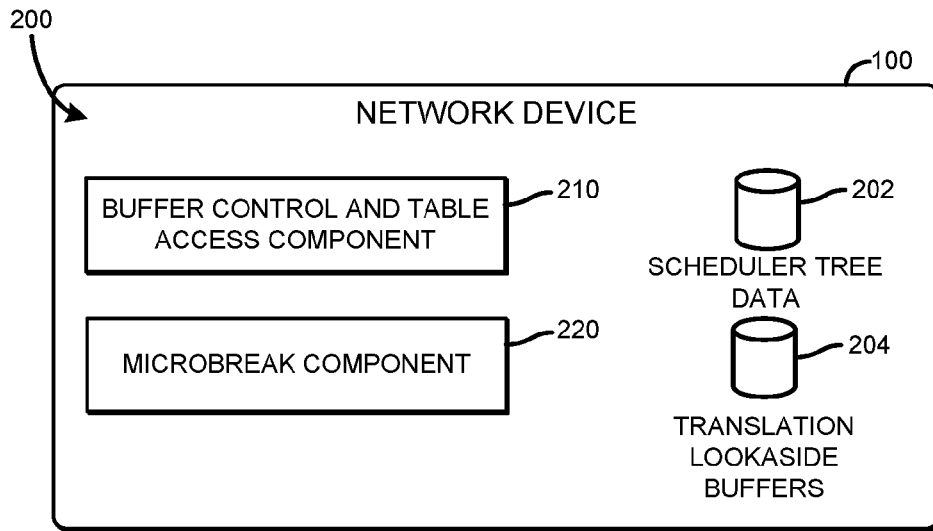 200
100
NETWORK DEVICE
210
BUFFER CONTROL AND TABLE
ACCESS COMPONENT
202
SCHEDULER TREE
DATA
220
MICROBREAK COMPONENT
204
TRANSLATION
LOOKASIDE
BUFFERS